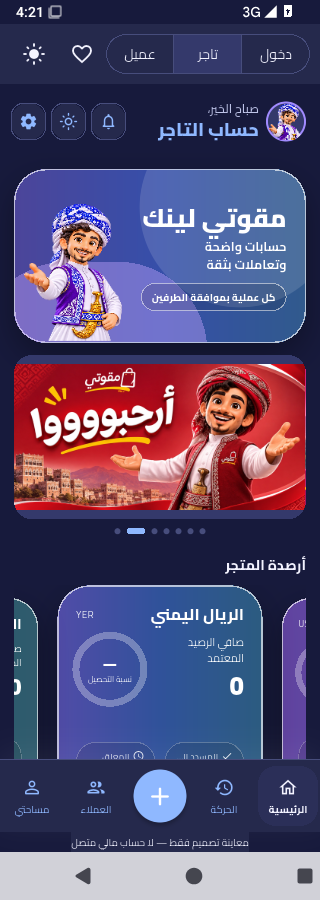 4:21
3G
دخول
تاجر
عميل
صباح الخير،
حساب التاجر
مقوتي لينك
حسابات واضحة
وتعاملات بثقة
كل عملية بموافقة الطرفين
مقوتي
أرحبوووووا
أرصدة المتجر
YER
الريال اليمني
صافي الرصيد
المعتمد
0
—
نسبة التحصيل
الرئيسية
الحركة
العملاء
مساحتي
معاينة تصميم فقط — لا حساب مالي متصل